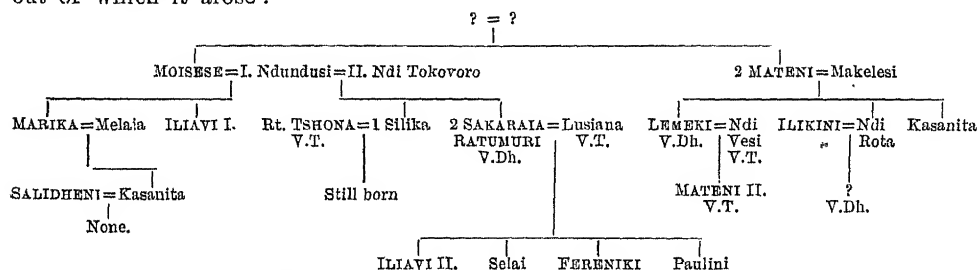 out of which it arose :
? = ?
MOISESE=I. Ndundusi=II. Ndi Tokovoro 2 MATENI=Makelesi
MARIKA=Melaia ILIAVI I. Rt. TSHONA=1 Silika 2 SAKARAIA=Lusiana LEMEKI=Ndi ILIKINI=Ndi Kasanita
V.T. RATUMURI V.T. V.Dh. Vesi Rota
V.Dh. V.T.
SALIDHENI=Kasanita Still born MATENI II. ?
None. V.T. V.Dh.
ILIAVI II. Selai FERENIKI Paulini